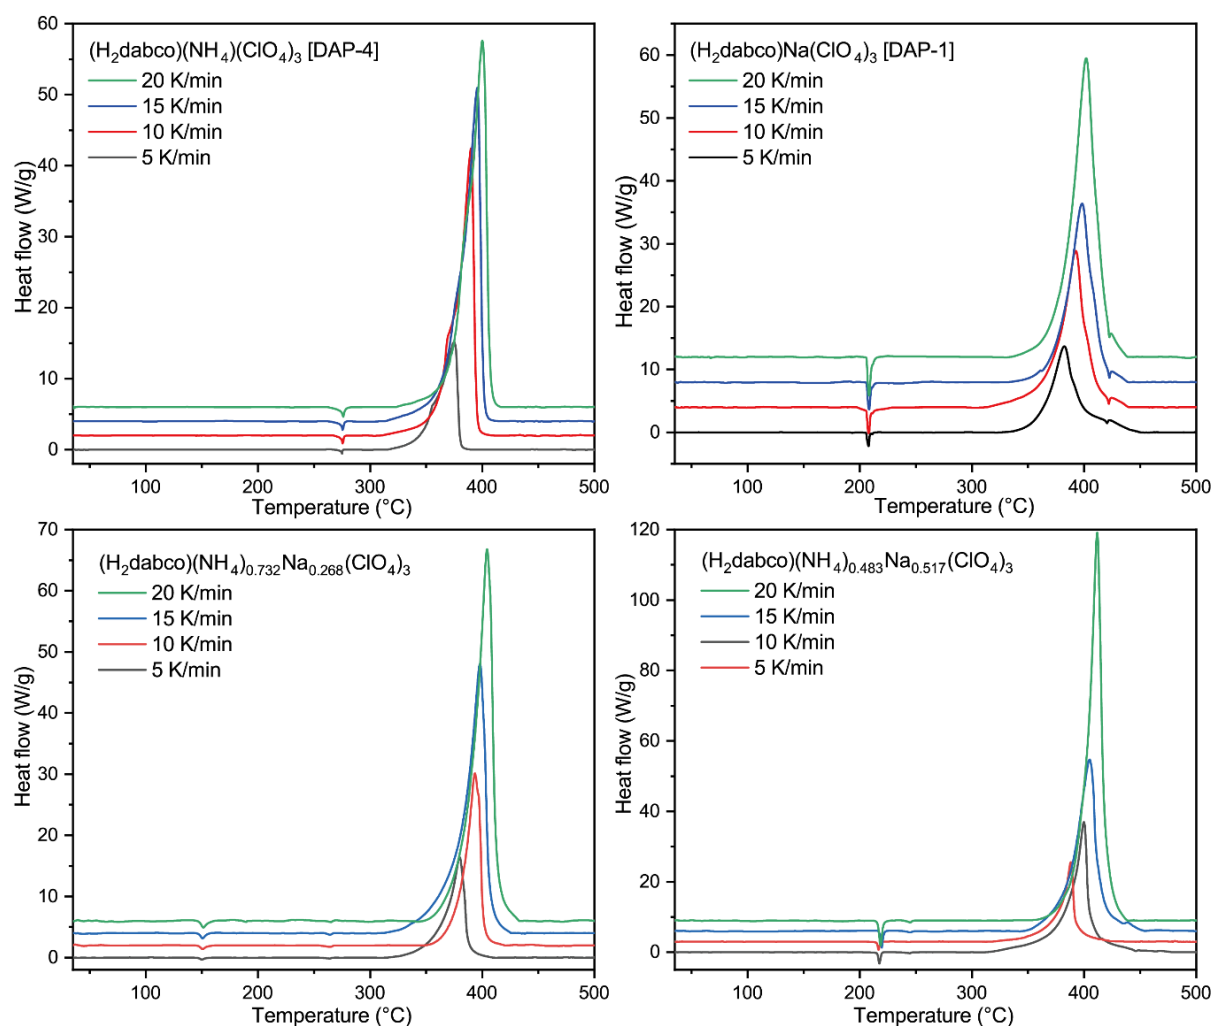 (H₂dabco)(NH₄)(ClO₄)₃ [DAP-4]
20 K/min
15 K/min
10 K/min
5 K/min
Heat flow (W/g)
60
50
40
30
20
10
0
100 200 300 400 500
Temperature (°C)
(H₂dabco)Na(ClO₄)₃ [DAP-1]
20 K/min
15 K/min
10 K/min
5 K/min
Heat flow (W/g)
60
50
40
30
20
10
0
100 200 300 400 500
Temperature (°C)
(H₂dabco)(NH₄)₀.₇₃₂Na₀.₂₆₈(ClO₄)₃
20 K/min
15 K/min
10 K/min
5 K/min
Heat flow (W/g)
70
60
50
40
30
20
10
0
100 200 300 400 500
Temperature (°C)
(H₂dabco)(NH₄)₀.₄₈₃Na₀.₅₁₇(ClO₄)₃
20 K/min
15 K/min
10 K/min
5 K/min
Heat flow (W/g)
120
100
80
60
40
20
0
100 200 300 400 500
Temperature (°C)